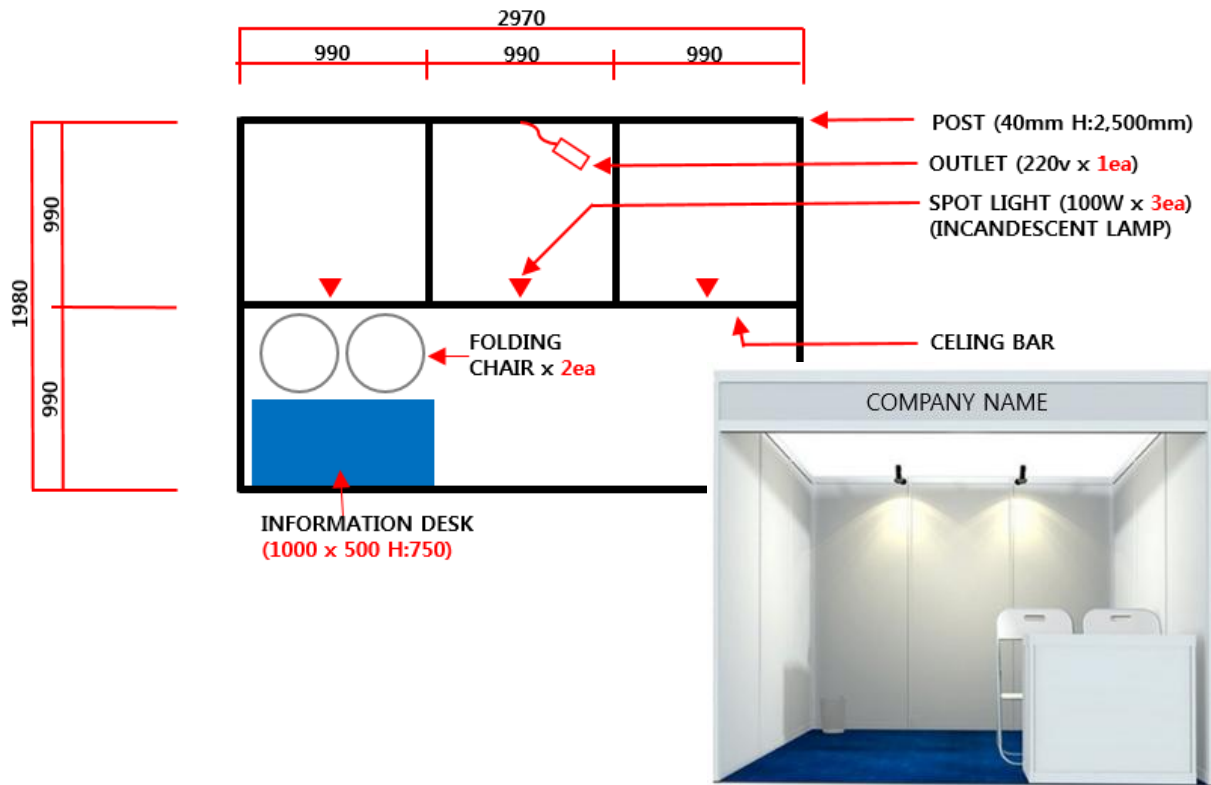 2970
990
990
990
POST (40mm H:2,500mm)
OUTLET (220v x 1ea)
SPOT LIGHT (100W x 3ea)
(INCANDESCENT LAMP)
990
1980
990
FOLDING
CHAIR x 2ea
CELING BAR
COMPANY NAME
INFORMATION DESK
(1000 x 500 H:750)